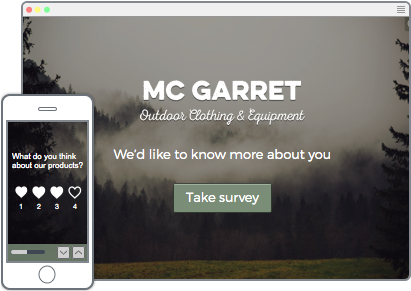 MC GARRET
Outdoor Clothing & Equipment
We'd like to know more about you
Take survey
What do you think
about our products?
1 2 3 4